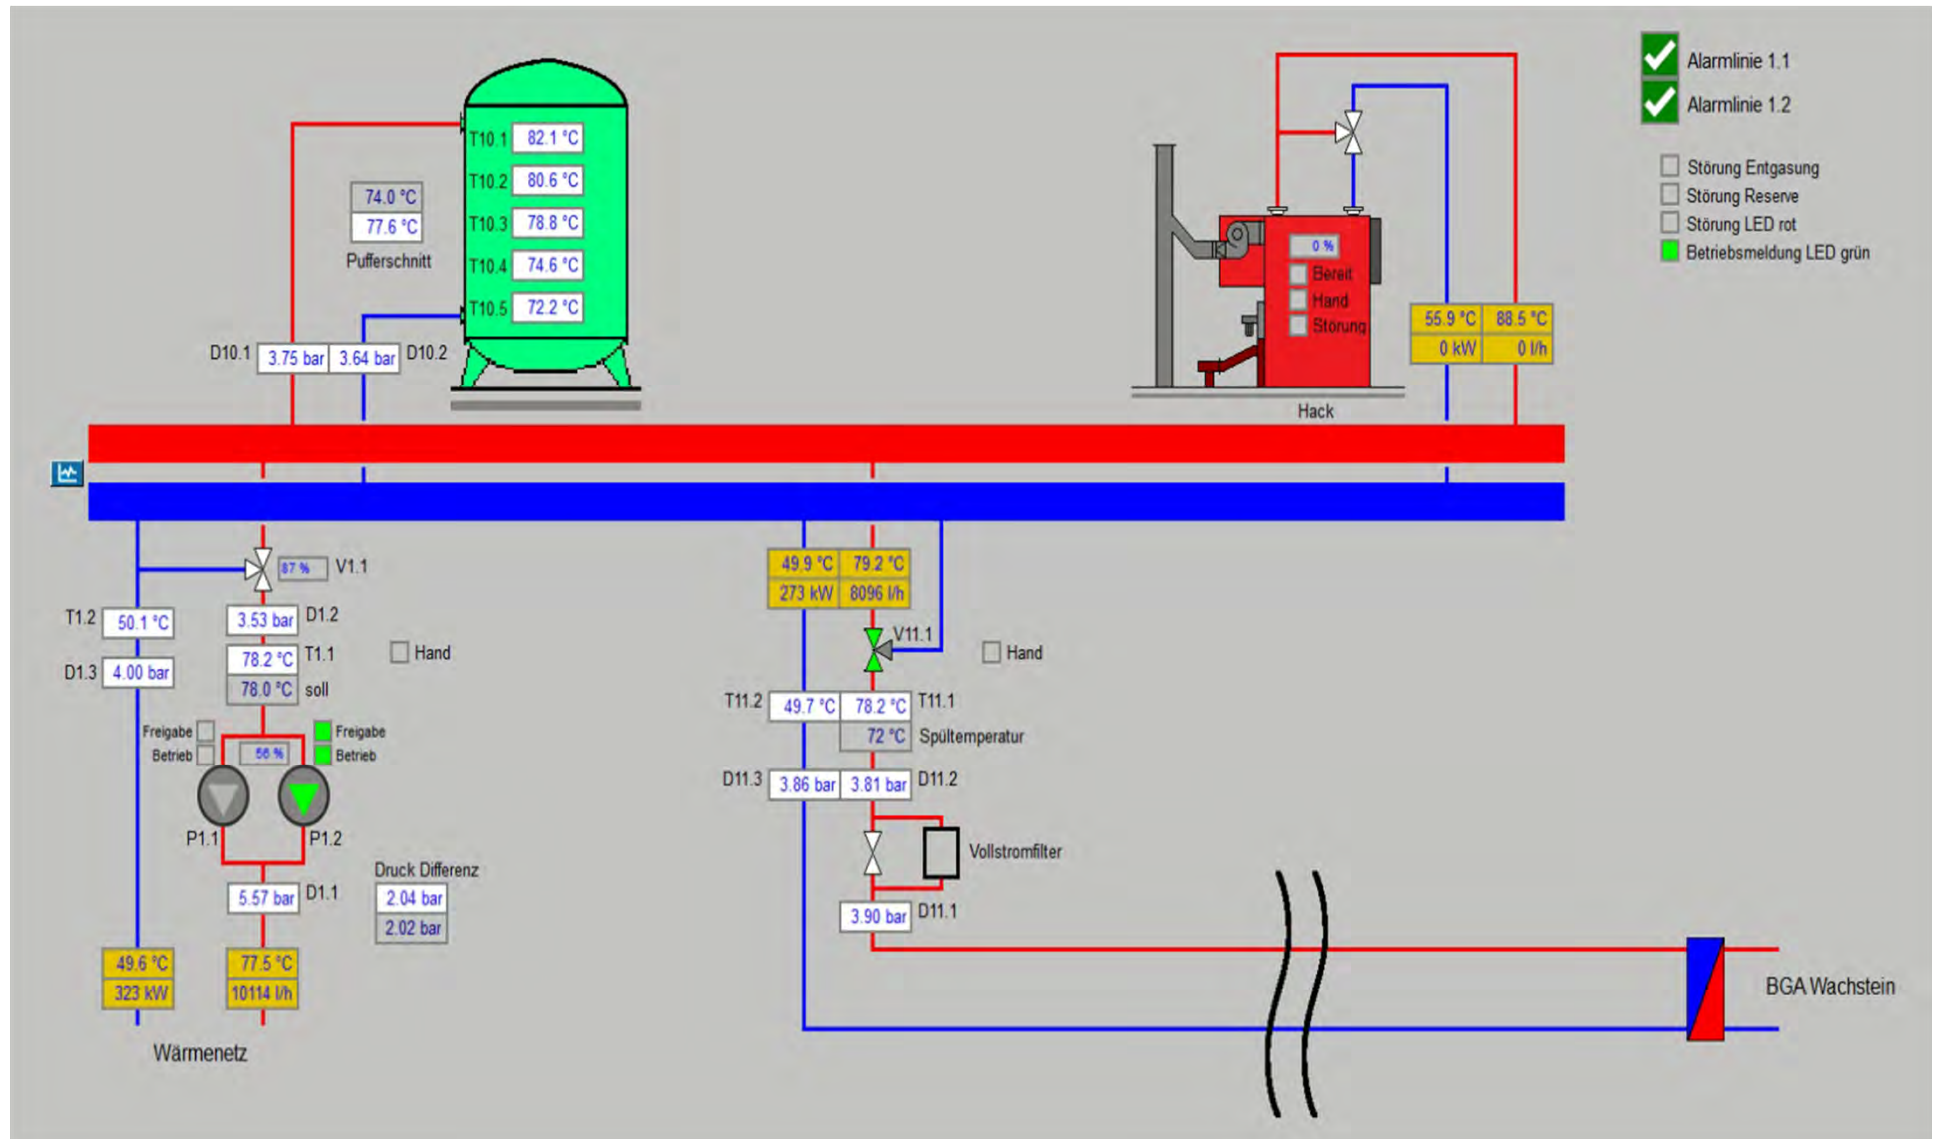 Alarmlinie 1.1
Alarmlinie 1.2
Störung Entgasung
Störung Reserve
Störung LED rot
Betriebsmeldung LED grün
T10.1 82.1 °C
T10.2 80.6 °C
T10.3 78.8 °C
T10.4 74.6 °C
T10.5 72.2 °C
74.0 °C
77.6 °C
Pufferschnitt
D10.1 3.75 bar 3.64 bar D10.2
0 %
Bereit
Hand
Störung
Hack
55.9 °C 88.5 °C
0 kW 0 l/h
87 % V1.1
T1.2 50.1 °C
3.53 bar D1.2
D1.3 4.00 bar
78.2 °C T1.1
78.0 °C soll
Hand
Freigabe
Betrieb
56 %
Freigabe
Betrieb
P1.1
P1.2
5.57 bar D1.1
Druck Differenz
2.04 bar
2.02 bar
49.6 °C
323 kW
77.5 °C
10114 l/h
Wärmenetz
49.9 °C 79.2 °C
273 kW 8096 l/h
V11.1
Hand
T11.2 49.7 °C 78.2 °C T11.1
72 °C Spültemperatur
D11.3 3.86 bar 3.81 bar D11.2
Vollstromfilter
3.90 bar D11.1
BGA Wachstein